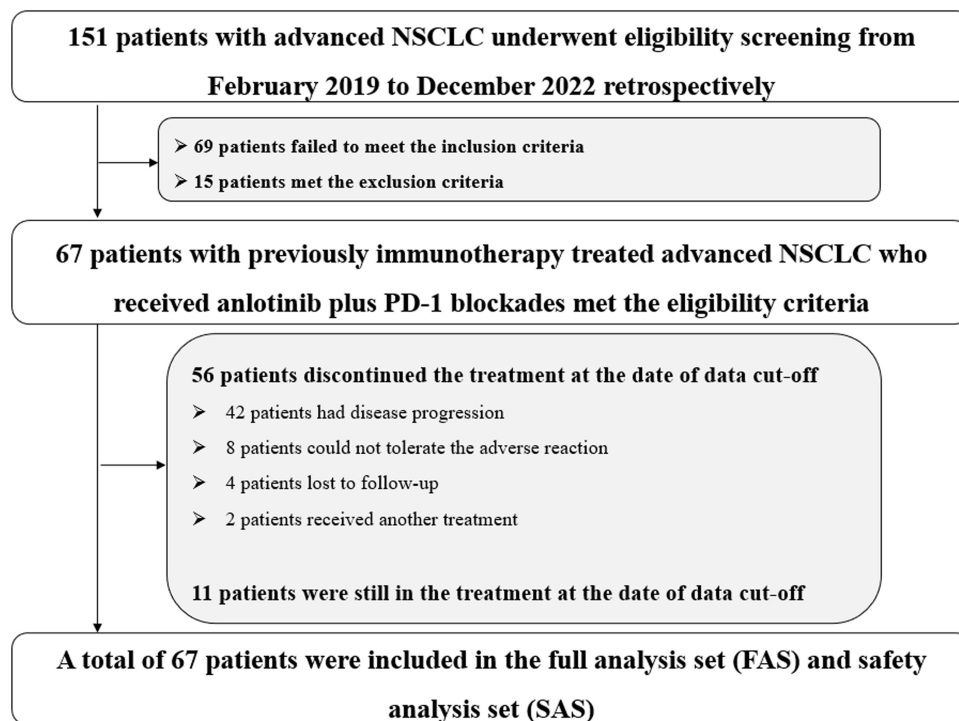 151 patients with advanced NSCLC underwent eligibility screening from
February 2019 to December 2022 retrospectively
➢ 69 patients failed to meet the inclusion criteria
➢ 15 patients met the exclusion criteria
67 patients with previously immunotherapy treated advanced NSCLC who
received anlotinib plus PD-1 blockades met the eligibility criteria
56 patients discontinued the treatment at the date of data cut-off
➢ 42 patients had disease progression
➢ 8 patients could not tolerate the adverse reaction
➢ 4 patients lost to follow-up
➢ 2 patients received another treatment
11 patients were still in the treatment at the date of data cut-off
A total of 67 patients were included in the full analysis set (FAS) and safety
analysis set (SAS)